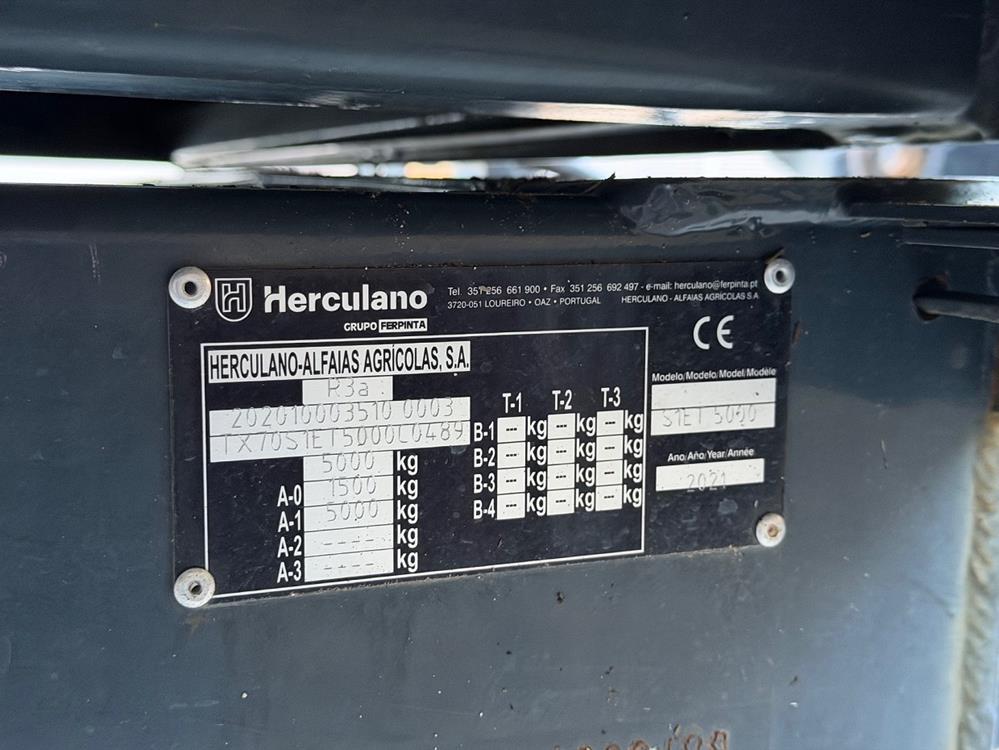 Herculano
GRUPO FERPINTA
Tel. 351 256 661 900 • Fax 351 256 692 497 - e-mail: herculano@ferpinta.pt
3720-051 LOUREIRO • OAZ • PORTUGAL HERCULANO - ALFAIAS AGRÍCOLAS S.A.
CE
HERCULANO-ALFAIAS AGRÍCOLAS, S.A.
R3a
202010003510 0003
TX70S1ET5000L0489
5000 kg
A-0 1500 kg
A-1 5000 kg
A-2 ---- kg
A-3 ---- kg
T-1 T-2 T-3
B-1 --- kg --- kg --- kg
B-2 --- kg --- kg --- kg
B-3 --- kg --- kg --- kg
B-4 --- kg --- kg --- kg
Modelo/Modelo/Model/Modèle
S1ET 5000
Ano/Año/Year/Année
2021